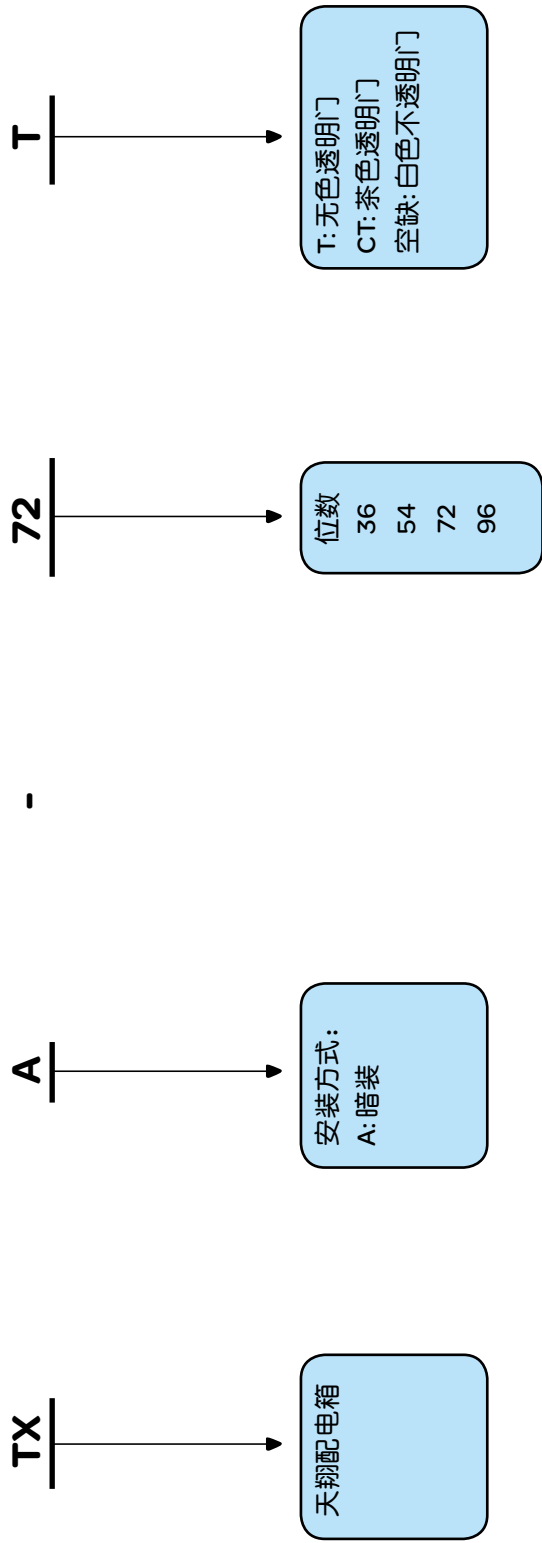 TX
A
-
72
T
天翔配电箱
安装方式：
A: 暗装
位数
36
54
72
96
T: 无色透明门
CT: 茶色透明门
空缺: 白色不透明门